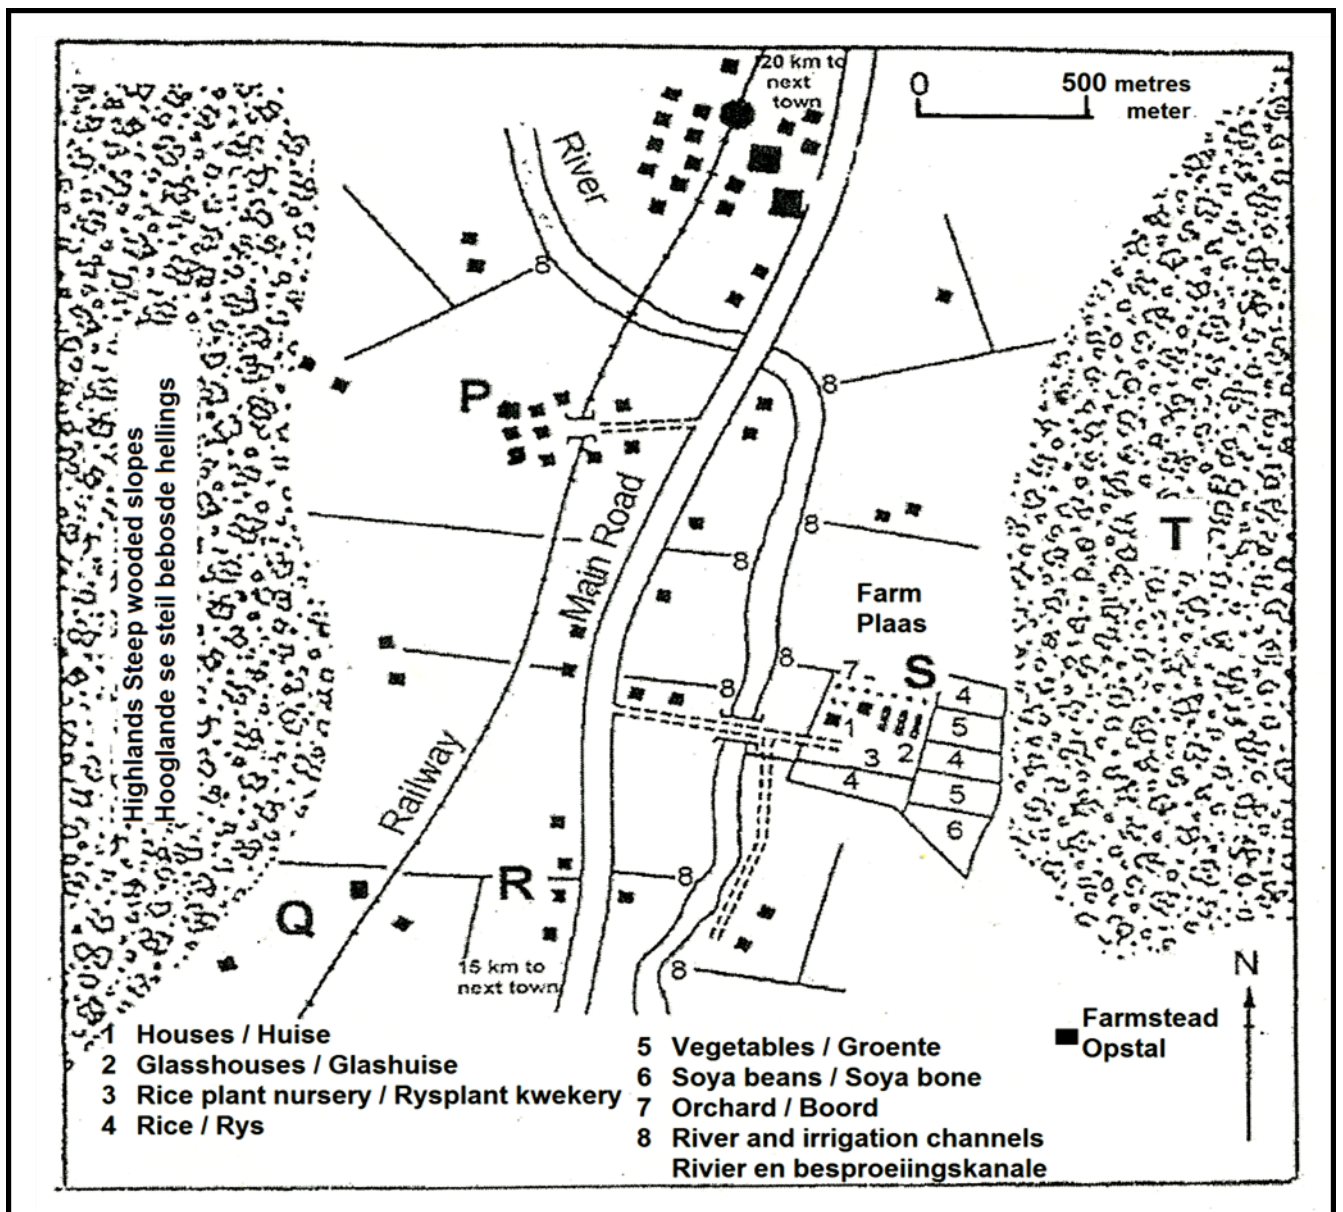 20 km to
next
town
0 500 metres
meter
River
8
8
P
Highlands Steep wooded slopes
Hooglande se steil bebosde hellings
Main Road
8
8
T
Farm
Plaas
S
8
7
8
4
5
1
2
3
4
4
5
6
Railway
Q
R
8
8
15 km to
next town
N
Farmstead
Opstal
1 Houses / Huise
2 Glasshouses / Glashuise
3 Rice plant nursery / Rysplant kwekery
4 Rice / Rys
5 Vegetables / Groente
6 Soya beans / Soya bone
7 Orchard / Boord
8 River and irrigation channels
Rivier en besproeiingskanale